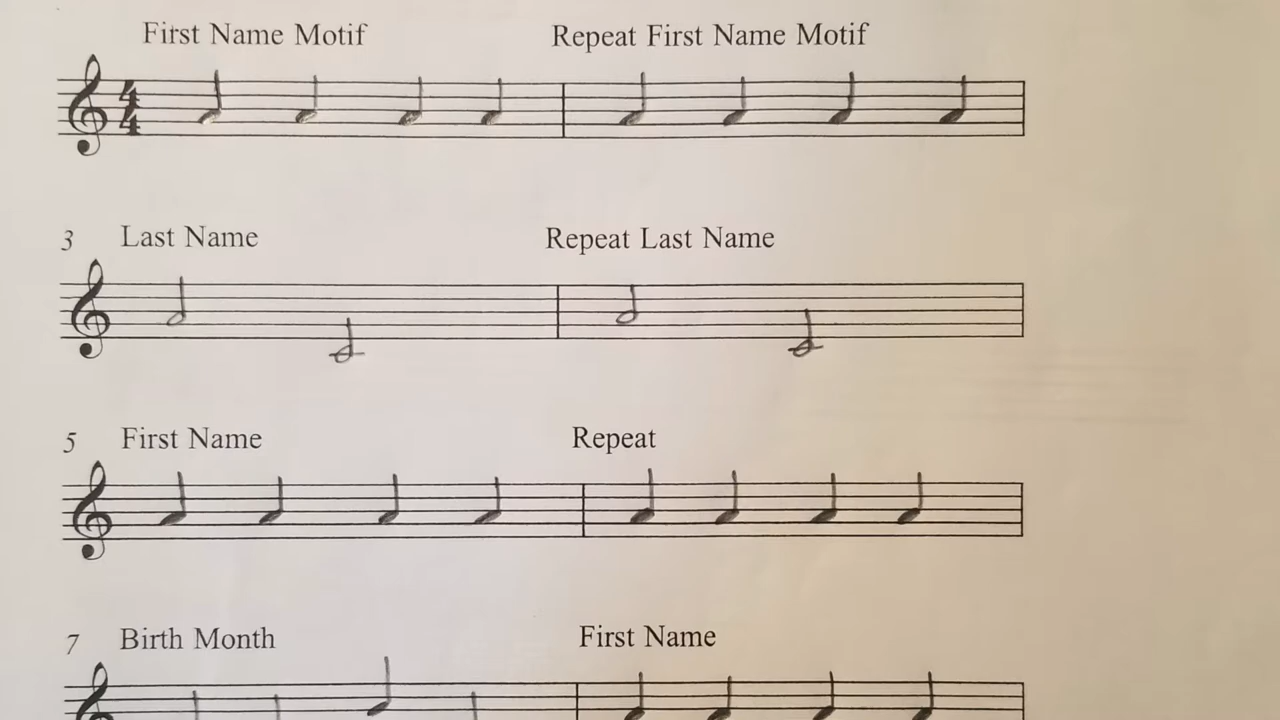 First Name Motif Repeat First Name Motif
4
4
3 Last Name Repeat Last Name
5 First Name Repeat
7 Birth Month First Name